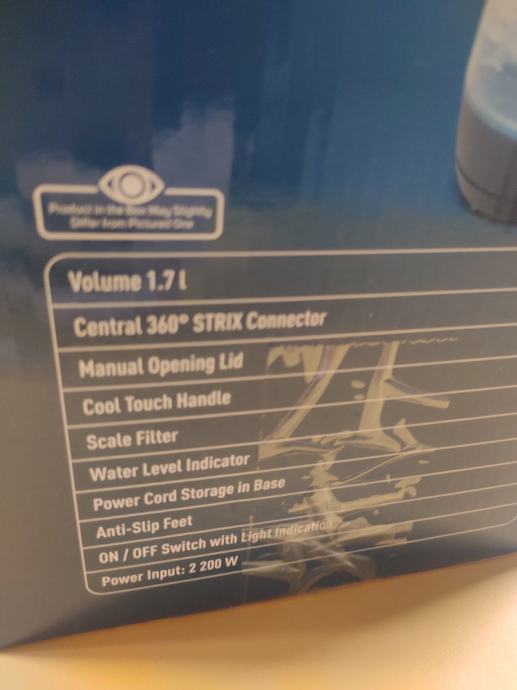 Product in the Box May Slightly
Differ from Pictured One
Volume 1.7 l
Central 360° STRIX Connector
Manual Opening Lid
Cool Touch Handle
Scale Filter
Water Level Indicator
Power Cord Storage in Base
Anti-Slip Feet
ON / OFF Switch with Light Indication
Power Input: 2 200 W